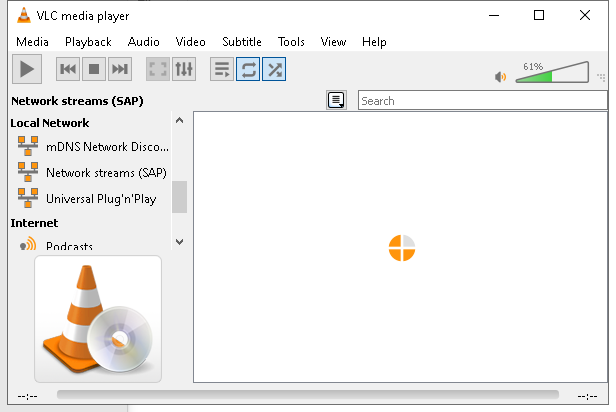 VLC media player
Media Playback Audio Video Subtitle Tools View Help
61%
Network streams (SAP)
Search
Local Network
mDNS Network Disco...
Network streams (SAP)
Universal Plug'n'Play
Internet
Podcasts
--:-- --:--